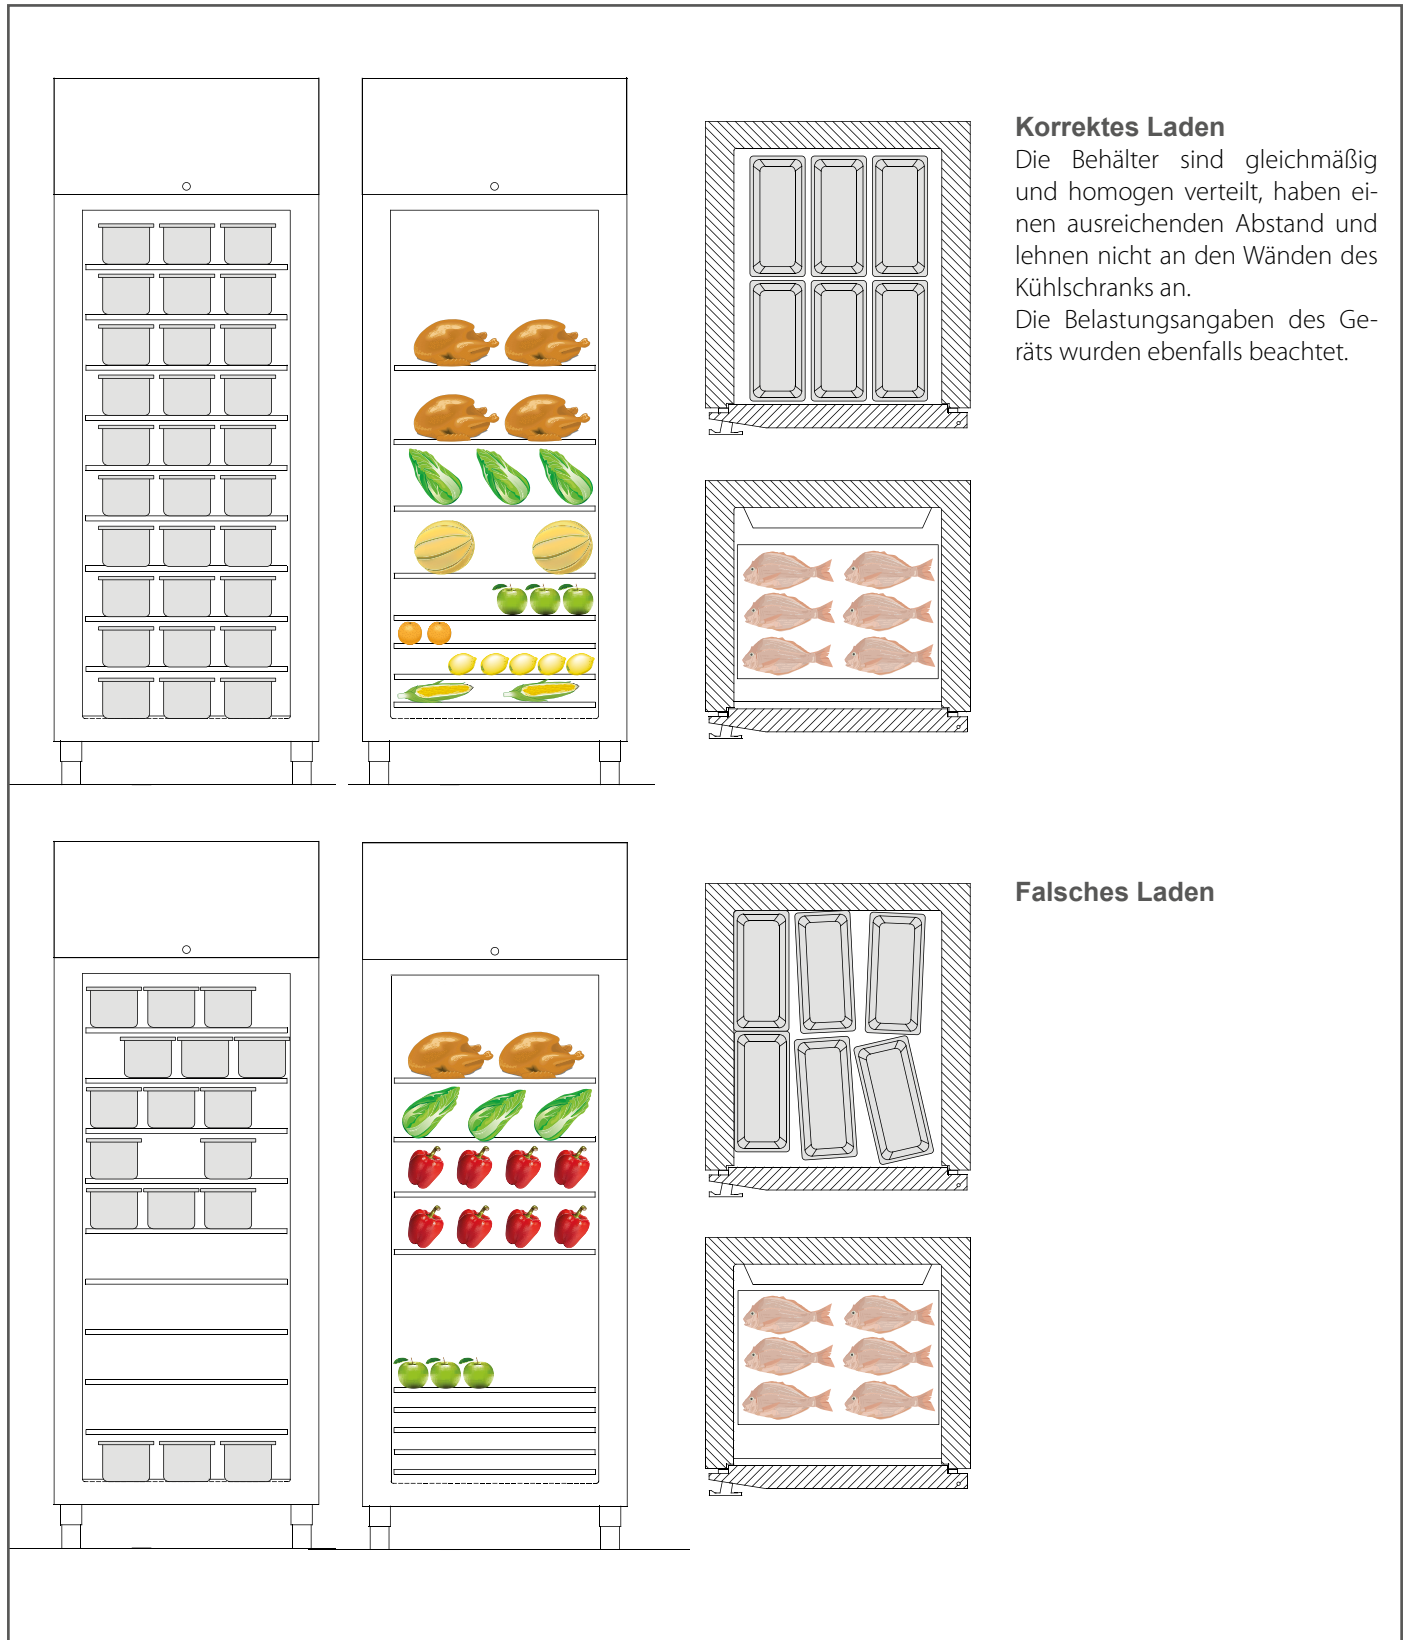 Korrektes Laden
Die Behälter sind gleichmäßig
und homogen verteilt, haben ei-
nen ausreichenden Abstand und
lehnen nicht an den Wänden des
Kühlschranks an.
Die Belastungsangaben des Ge-
räts wurden ebenfalls beachtet.
Falsches Laden